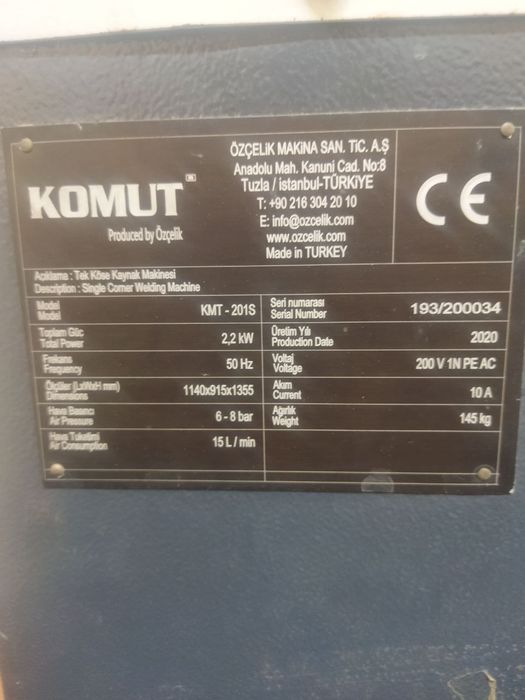 KOMUT
Produced by Özçelik
ÖZÇELİK MAKİNA SAN. TİC. A.Ş
Anadolu Mah. Kanuni Cad. No:8
Tuzla / istanbul-TÜRKİYE
T: +90 216 304 20 10
E: info@ozcelik.com
www.ozcelik.com
Made in TURKEY
CE
Açıklama : Tek Köse Kaynak Makinesi
Description : Single Corner Welding Machine
Model
Model
KMT - 201S
Seri numarası
Serial Number
193/200034
Toplam Güc
Total Power
2,2 kW
Üretim Yılı
Production Date
2020
Frekans
Frequency
50 Hz
Voltaj
Voltage
200 V 1N PE AC
Ölçüler (LxWxH mm)
Dimensions
1140x915x1355
Akım
Current
10 A
Hava Basıncı
Air Pressure
6 - 8 bar
Ağırlık
Weight
145 kg
Hava Tuketimi
Air Consumption
15 L / min